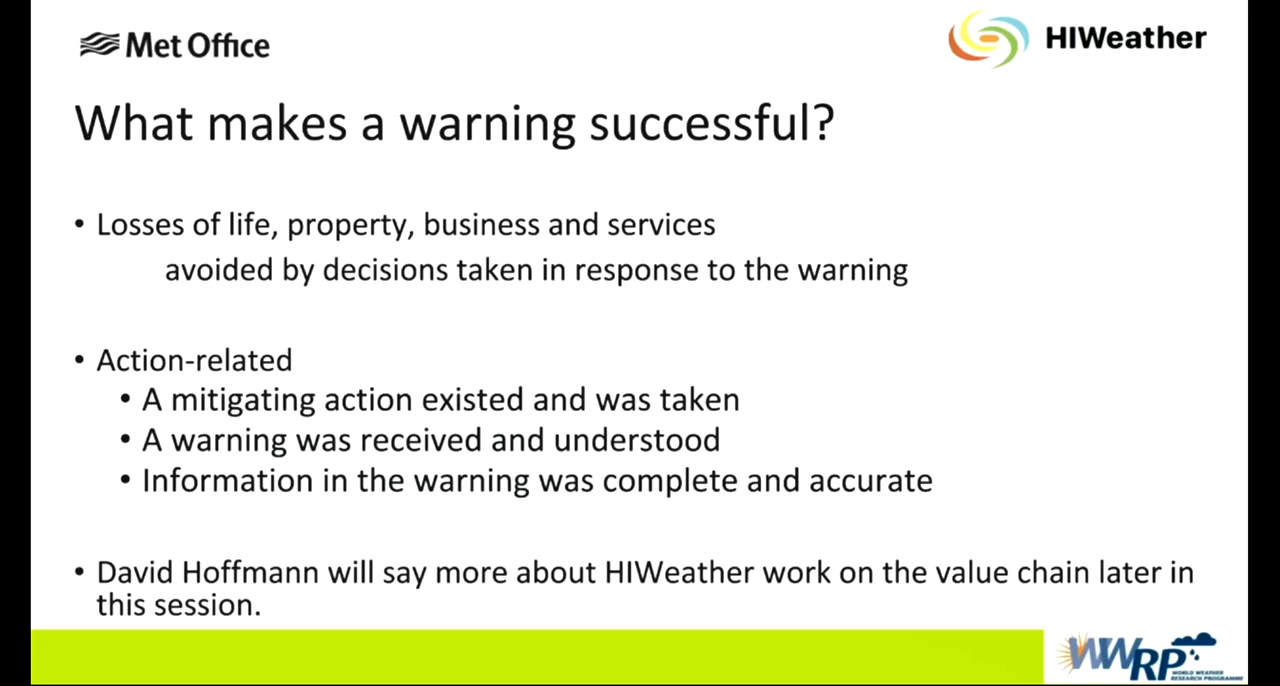 Met Office
HIWeather
What makes a warning successful?
• Losses of life, property, business and services
avoided by decisions taken in response to the warning
• Action-related
• A mitigating action existed and was taken
• A warning was received and understood
• Information in the warning was complete and accurate
• David Hoffmann will say more about HIWeather work on the value chain later in
this session.
WWRP
WORLD WEATHER
RESEARCH PROGRAMME